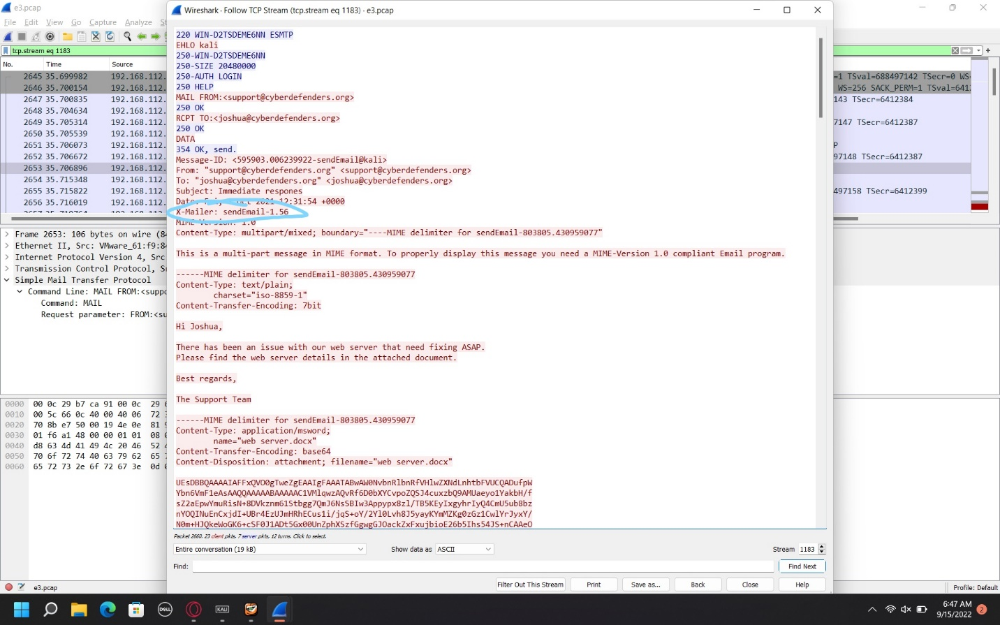 e3.pcap
Wireshark · Follow TCP Stream (tcp.stream eq 1183) · e3.pcap
File Edit View Go Capture Analyze St
tcp.stream eq 1183
No. Time Source
2645 35.699982 192.168.112.
2646 35.700154 192.168.112.
2647 35.700835 192.168.112.
2648 35.704634 192.168.112.
2649 35.705314 192.168.112.
2650 35.705539 192.168.112.
2651 35.706073 192.168.112.
2652 35.706672 192.168.112.
2653 35.706896 192.168.112.
2654 35.715348 192.168.112.
2655 35.715822 192.168.112.
2656 35.716019 192.168.112.
=1 TSval=688497142 TSecr=0 WS
WS=256 SACK_PERM=1 TSval=641
143 TSecr=6412384
7147 TSecr=6412387
97148 TSecr=6412387
497158 TSecr=6412399
Frame 2653: 106 bytes on wire (84
Ethernet II, Src: VMware_61:f9:8
Internet Protocol Version 4, Src
Transmission Control Protocol, S
Simple Mail Transfer Protocol
Command Line: MAIL FROM:<supp
Command: MAIL
Request parameter: FROM:<su
0000 00 0c 29 b7 ca 91 00 0c 29
0010 00 5c 66 0c 40 00 40 06 72
0020 70 8b e7 50 00 19 4e 0e 81
0030 01 f6 a1 48 00 00 01 01 08
0040 d8 63 4d 41 49 4c 20 46 52
0050 70 6f 72 74 40 63 79 62 65
0060 65 72 73 2e 6f 72 67 3e 0d
220 WIN-D2TSDEME6NN ESMTP
EHLO kali
250-WIN-D2TSDEME6NN
250-SIZE 20480000
250-AUTH LOGIN
250 HELP
MAIL FROM:<support@cyberdefenders.org>
250 OK
RCPT TO:<joshua@cyberdefenders.org>
250 OK
DATA
354 OK, send.
Message-ID: <595903.006239922-sendEmail@kali>
From: "support@cyberdefenders.org" <support@cyberdefenders.org>
To: "joshua@cyberdefenders.org" <joshua@cyberdefenders.org>
Subject: Immediate respones
Date: 2021 12:31:54 +0000
X-Mailer: sendEmail-1.56
MIME-Version: 1.0
Content-Type: multipart/mixed; boundary="----MIME delimiter for sendEmail-803805.430959077"
This is a multi-part message in MIME format. To properly display this message you need a MIME-Version 1.0 compliant Email program.
------MIME delimiter for sendEmail-803805.430959077
Content-Type: text/plain;
charset="iso-8859-1"
Content-Transfer-Encoding: 7bit
Hi Joshua,
There has been an issue with our web server that need fixing ASAP.
Please find the web server details in the attached document.
Best regards,
The Support Team
------MIME delimiter for sendEmail-803805.430959077
Content-Type: application/msword;
name="web server.docx"
Content-Transfer-Encoding: base64
Content-Disposition: attachment; filename="web server.docx"
Packet 2660. 23 client pkts, 7 server pkts, 12 turns. Click to select.
Entire conversation (19 kB) Show data as ASCII Stream 1183
Find: Find Next
Filter Out This Stream Print Save as... Back Close Help
e3.pcap
Profile: Default
DELL
KALI
6:47 AM
9/15/2022
2